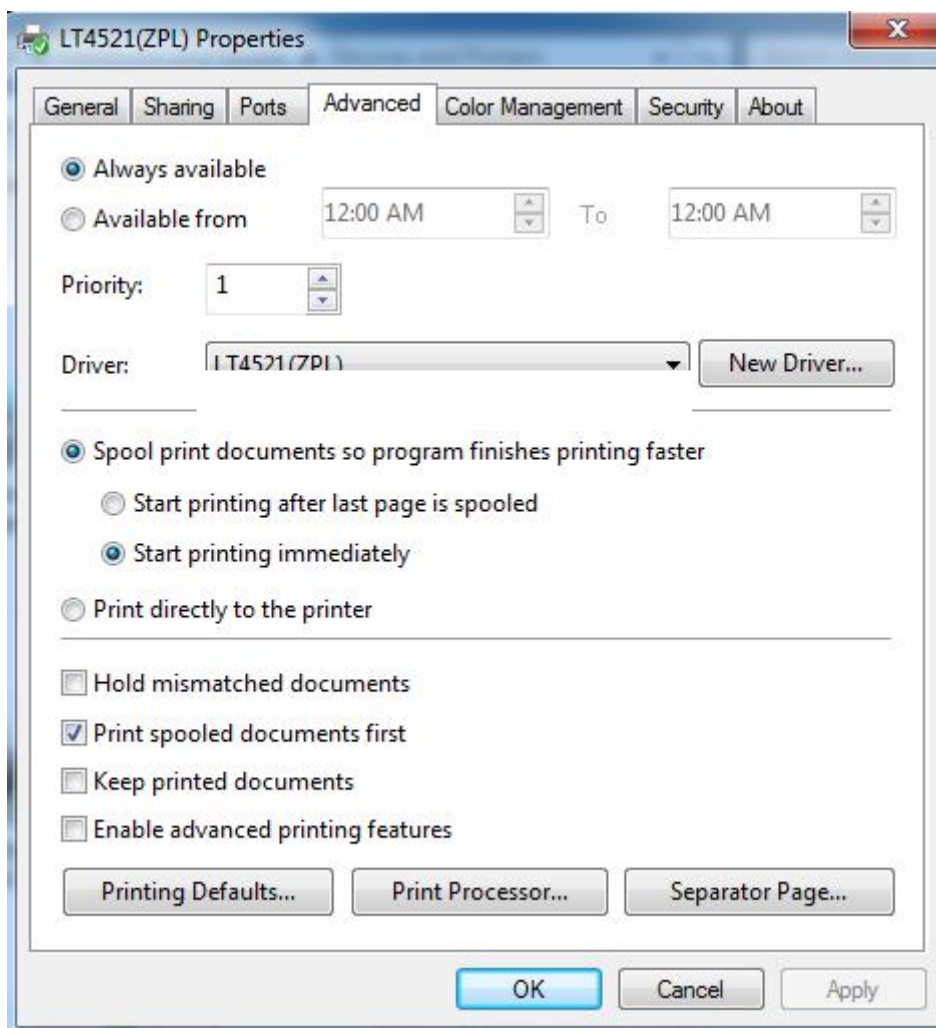 LT4521(ZPL) Properties
General Sharing Ports Advanced Color Management Security About
Always available
Available from 12:00 AM To 12:00 AM
Priority: 1
Driver: LT4521(ZPL) New Driver...
Spool print documents so program finishes printing faster
Start printing after last page is spooled
Start printing immediately
Print directly to the printer
Hold mismatched documents
Print spooled documents first
Keep printed documents
Enable advanced printing features
Printing Defaults... Print Processor... Separator Page...
OK Cancel Apply